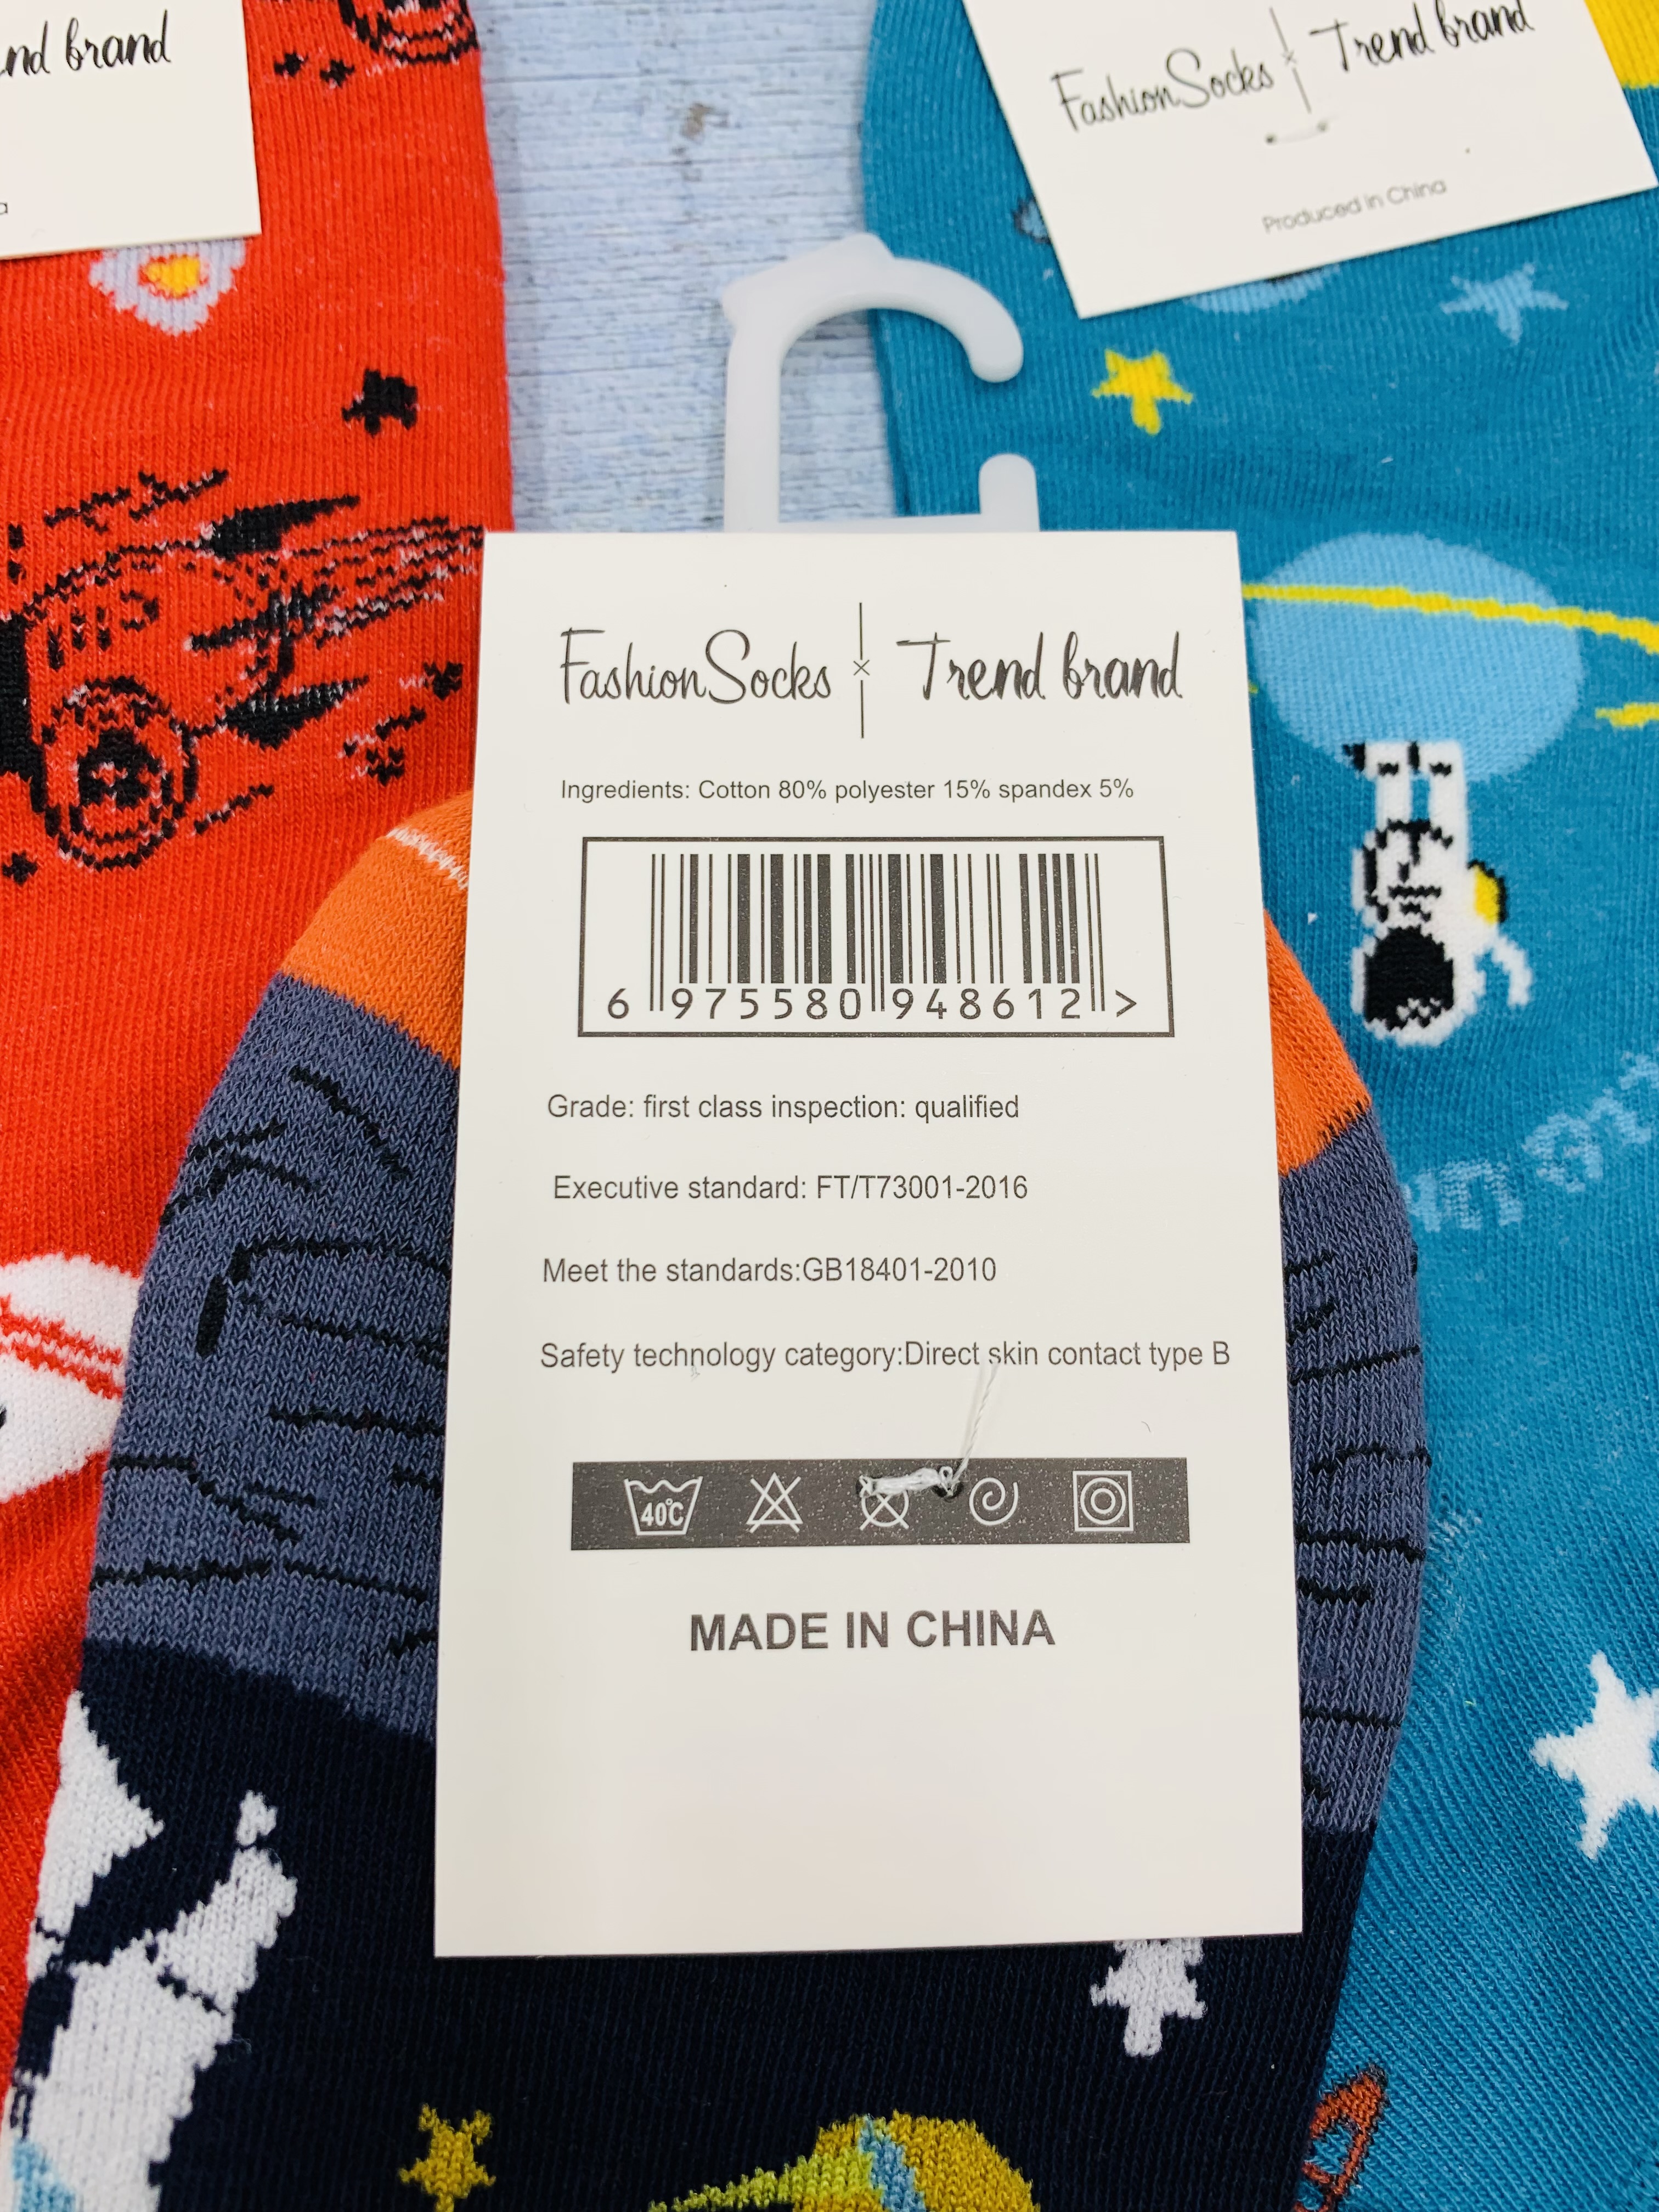 nd brand
FashionSocks × Trend brand
Produced in China
FashionSocks × Trend brand
Ingredients: Cotton 80% polyester 15% spandex 5%
6 975580 948612 >
Grade: first class inspection: qualified
Executive standard: FT/T73001-2016
Meet the standards:GB18401-2010
Safety technology category:Direct skin contact type B
40℃
MADE IN CHINA